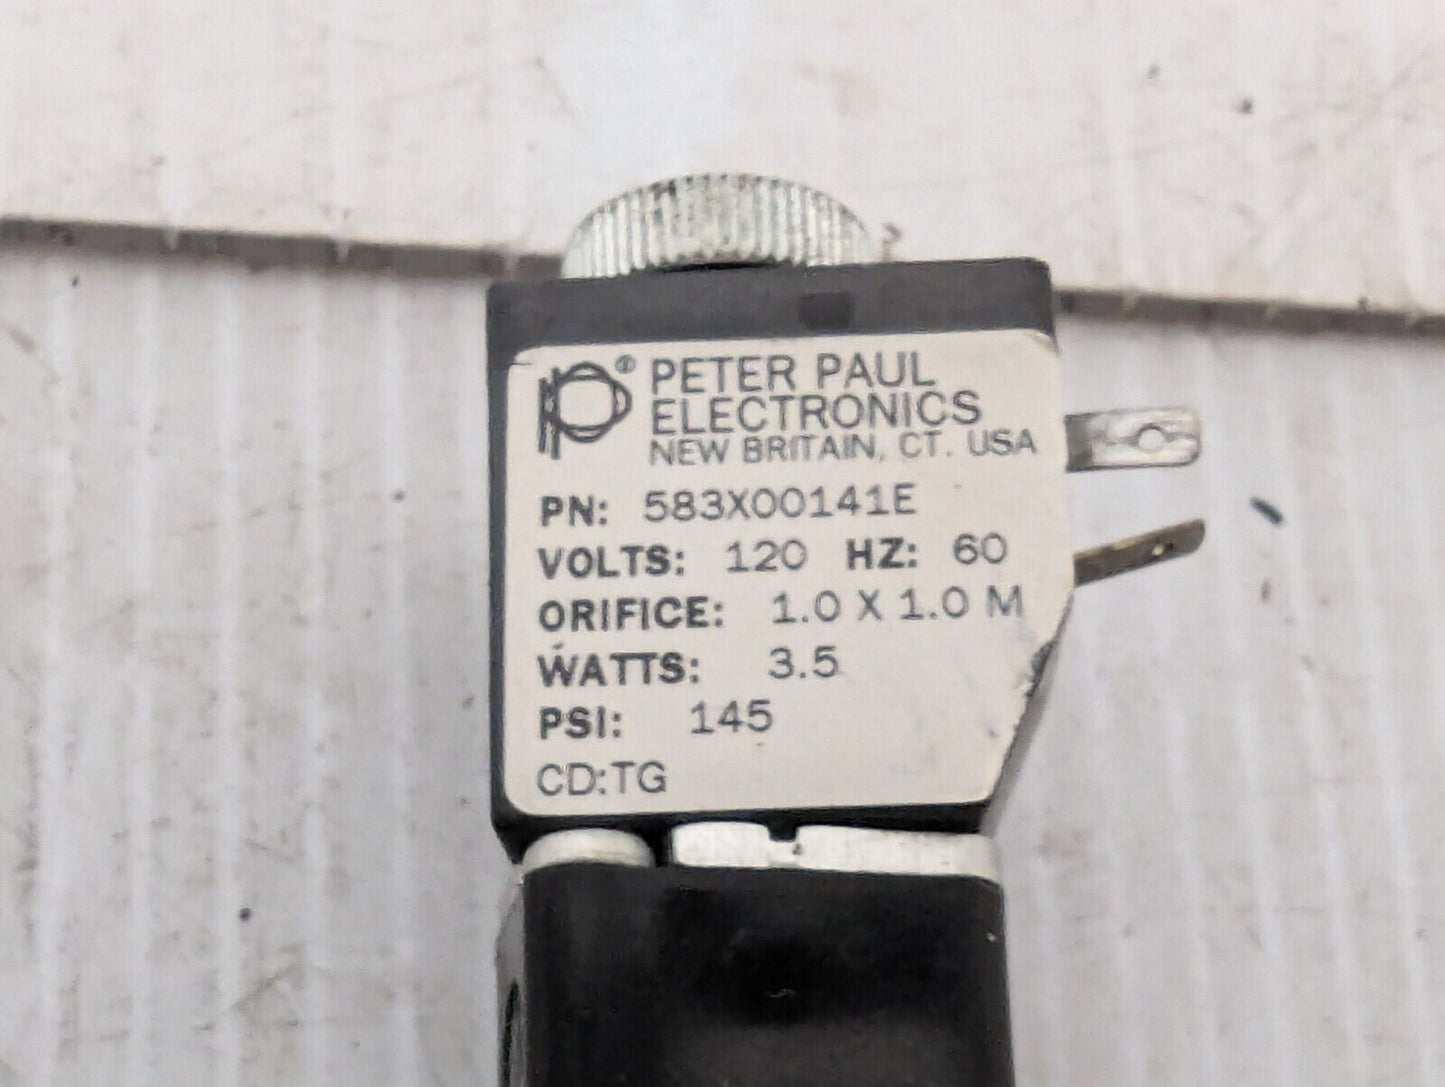 PETER PAUL
ELECTRONICS
NEW BRITAIN, CT. USA
PN: 583X00141E
VOLTS: 120 HZ: 60
ORIFICE: 1.0 X 1.0 M
WATTS: 3.5
PSI: 145
CD:TG